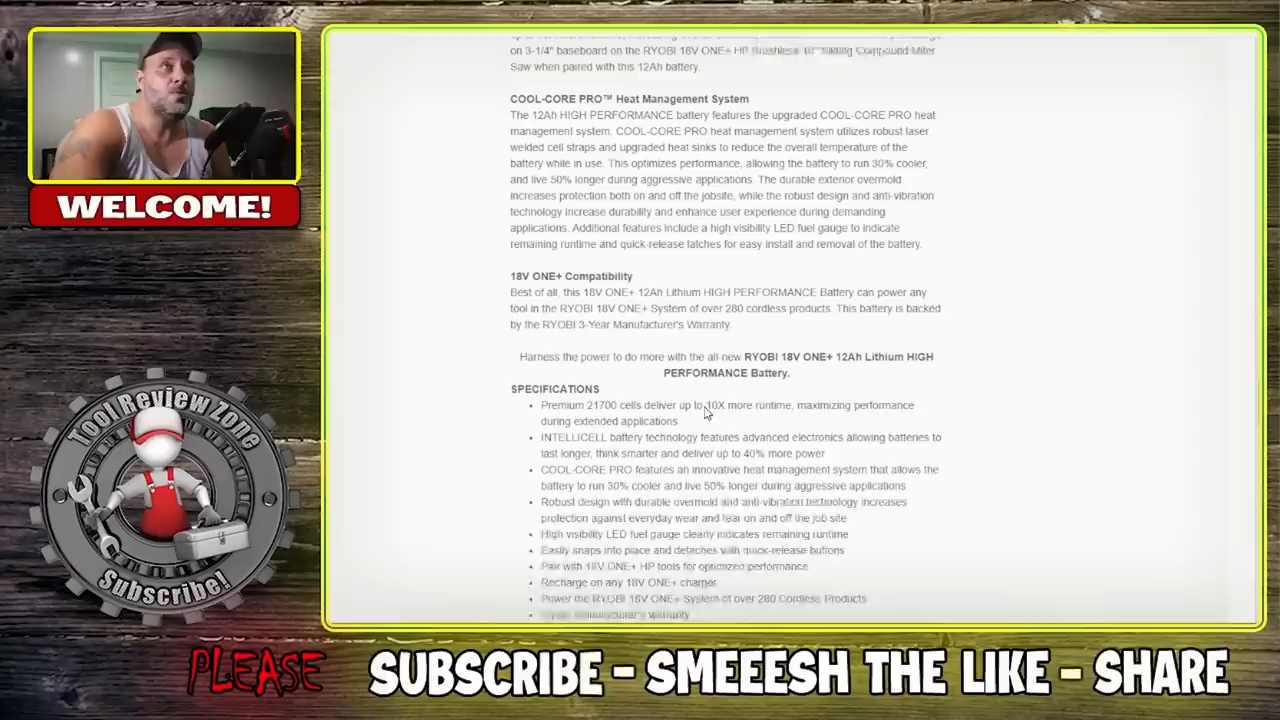 on 3-1/4" baseboard on the RYOBI 18V ONE+ HP Brushless Sliding Compound Miter
Saw when paired with this 12Ah battery.
COOL-CORE PRO™ Heat Management System
The 12Ah HIGH PERFORMANCE battery features the upgraded COOL-CORE PRO heat
management system. COOL-CORE PRO heat management system utilizes robust laser
welded cell straps and upgraded heat sinks to reduce the overall temperature of the
battery while in use. This optimizes performance, allowing the battery to run 30% cooler,
and live 50% longer during aggressive applications. The durable exterior overmold
increases protection both on and off the jobsite, while the robust design and anti-vibration
technology increase durability and enhance user experience during demanding
applications. Additional features include a high visibility LED fuel gauge to indicate
remaining runtime and quick-release latches for easy install and removal of the battery.
18V ONE+ Compatibility
Best of all, this 18V ONE+ 12Ah Lithium HIGH PERFORMANCE Battery can power any
tool in the RYOBI 18V ONE+ System of over 280 cordless products. This battery is backed
by the RYOBI 3-Year Manufacturer's Warranty.
Harness the power to do more with the all-new RYOBI 18V ONE+ 12Ah Lithium HIGH
PERFORMANCE Battery.
SPECIFICATIONS
• Premium 21700 cells deliver up to 10X more runtime, maximizing performance
during extended applications
• INTELLICELL battery technology features advanced electronics allowing batteries to
last longer, think smarter and deliver up to 40% more power
• COOL-CORE PRO features an innovative heat management system that allows the
battery to run 30% cooler and live 50% longer during aggressive applications
• Robust design with durable overmold and anti-vibration technology increases
protection against everyday wear and tear on and off the job site
• High visibility LED fuel gauge clearly indicates remaining runtime
• Easily snaps into place and detaches with quick-release buttons
• Pair with 18V ONE+ HP tools for optimized performance
• Recharge on any 18V ONE+ charger
• Power the RYOBI 18V ONE+ System of over 280 Cordless Products
• manufacturer's warranty
WELCOME!
Tool Review Zone
Subscribe!
PLEASE SUBSCRIBE - SMEEESH THE LIKE - SHARE